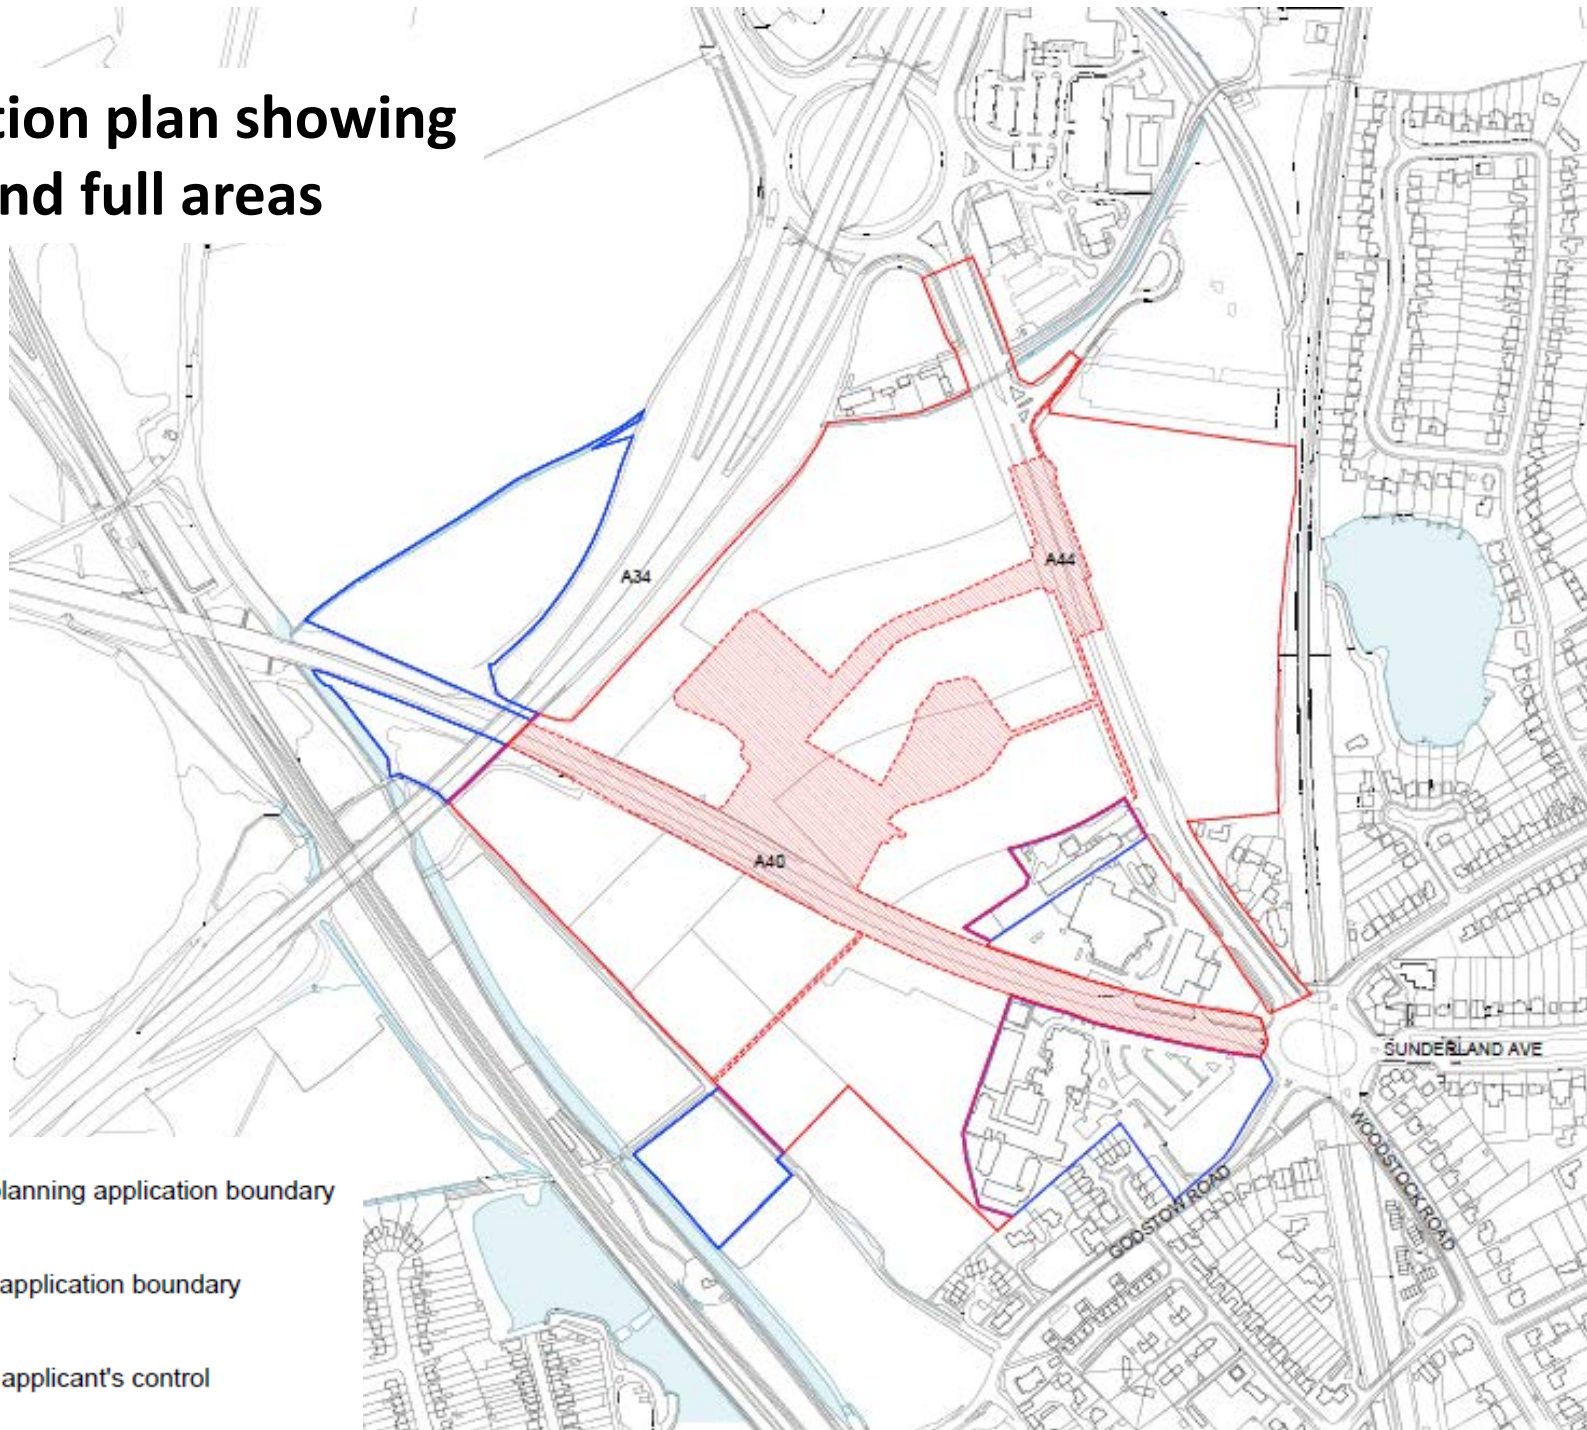 tion plan showing
nd full areas
A34
A44
A40
SUNDERLAND AVE
WOODSTOCK ROAD
GODSTOW ROAD
lanning application boundary
application boundary
applicant's control